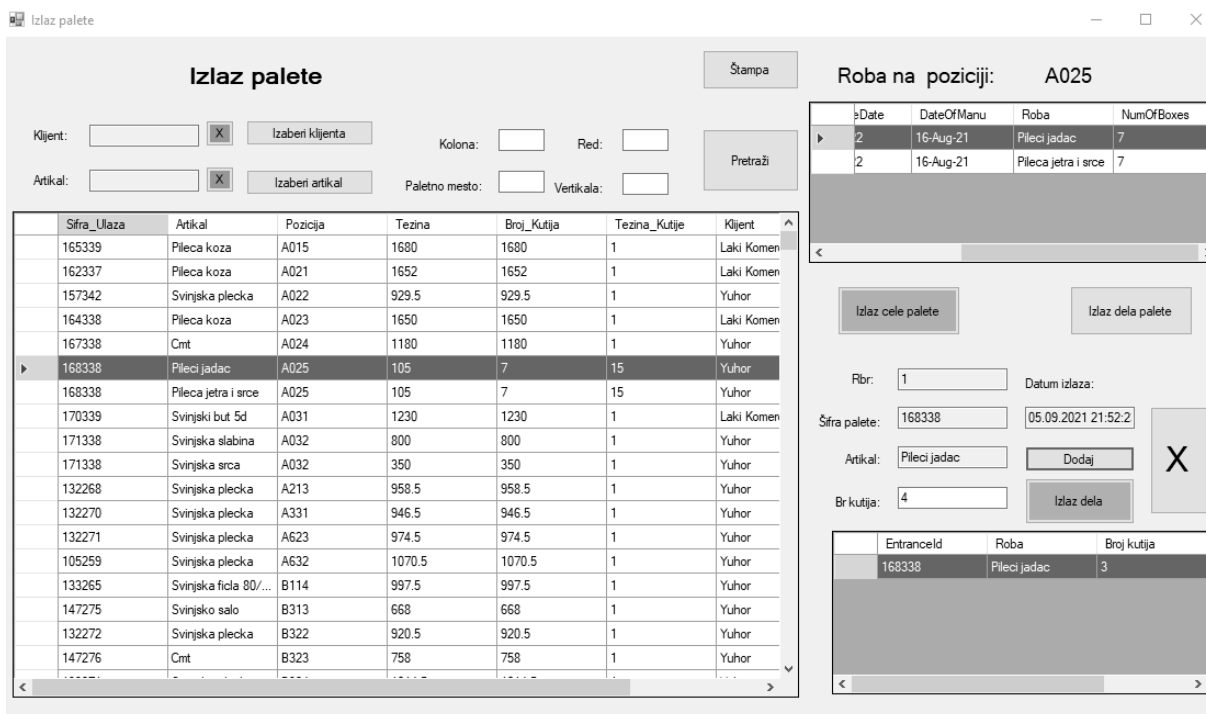 Izlaz palete
Izlaz palete
Štampa
Klijent: X Izaberi klijenta
Kolona: Red:
Pretraži
Artikal: X Izaberi artikal
Paletno mesto: Vertikala:
Sifra_Ulaza Artikal Pozicija Tezina Broj_Kutija Tezina_Kutije Klijent
165339 Pileca koza A015 1680 1680 1 Laki Komer
162337 Pileca koza A021 1652 1652 1 Laki Komer
157342 Svinjska plecka A022 929.5 929.5 1 Yuhor
164338 Pileca koza A023 1650 1650 1 Laki Komer
167338 Cmt A024 1180 1180 1 Yuhor
168338 Pileci jadac A025 105 7 15 Yuhor
168338 Pileca jetra i srce A025 105 7 15 Yuhor
170339 Svinjski but 5d A031 1230 1230 1 Laki Komer
171338 Svinjska slabina A032 800 800 1 Yuhor
171338 Svinjska srca A032 350 350 1 Yuhor
132268 Svinjska plecka A213 958.5 958.5 1 Yuhor
132270 Svinjska plecka A331 946.5 946.5 1 Yuhor
132271 Svinjska plecka A623 974.5 974.5 1 Yuhor
105259 Svinjska plecka A632 1070.5 1070.5 1 Yuhor
133265 Svinjska ficla 80/... B114 997.5 997.5 1 Yuhor
147275 Svinjsko salo B313 668 668 1 Yuhor
132272 Svinjska plecka B322 920.5 920.5 1 Yuhor
147276 Cmt B323 758 758 1 Yuhor
Roba na poziciji: A025
eDate DateOfManu Roba NumOfBoxes
22 16-Aug-21 Pileci jadac 7
22 16-Aug-21 Pileca jetra i srce 7
Izlaz cele palete Izlaz dela palete
Rbr: 1 Datum izlaza:
Šifra palete: 168338 05.09.2021 21:52:2
Artikal: Pileci jadac Dodaj X
Br kutija: 4 Izlaz dela
EntranceId Roba Broj kutija
168338 Pileci jadac 3